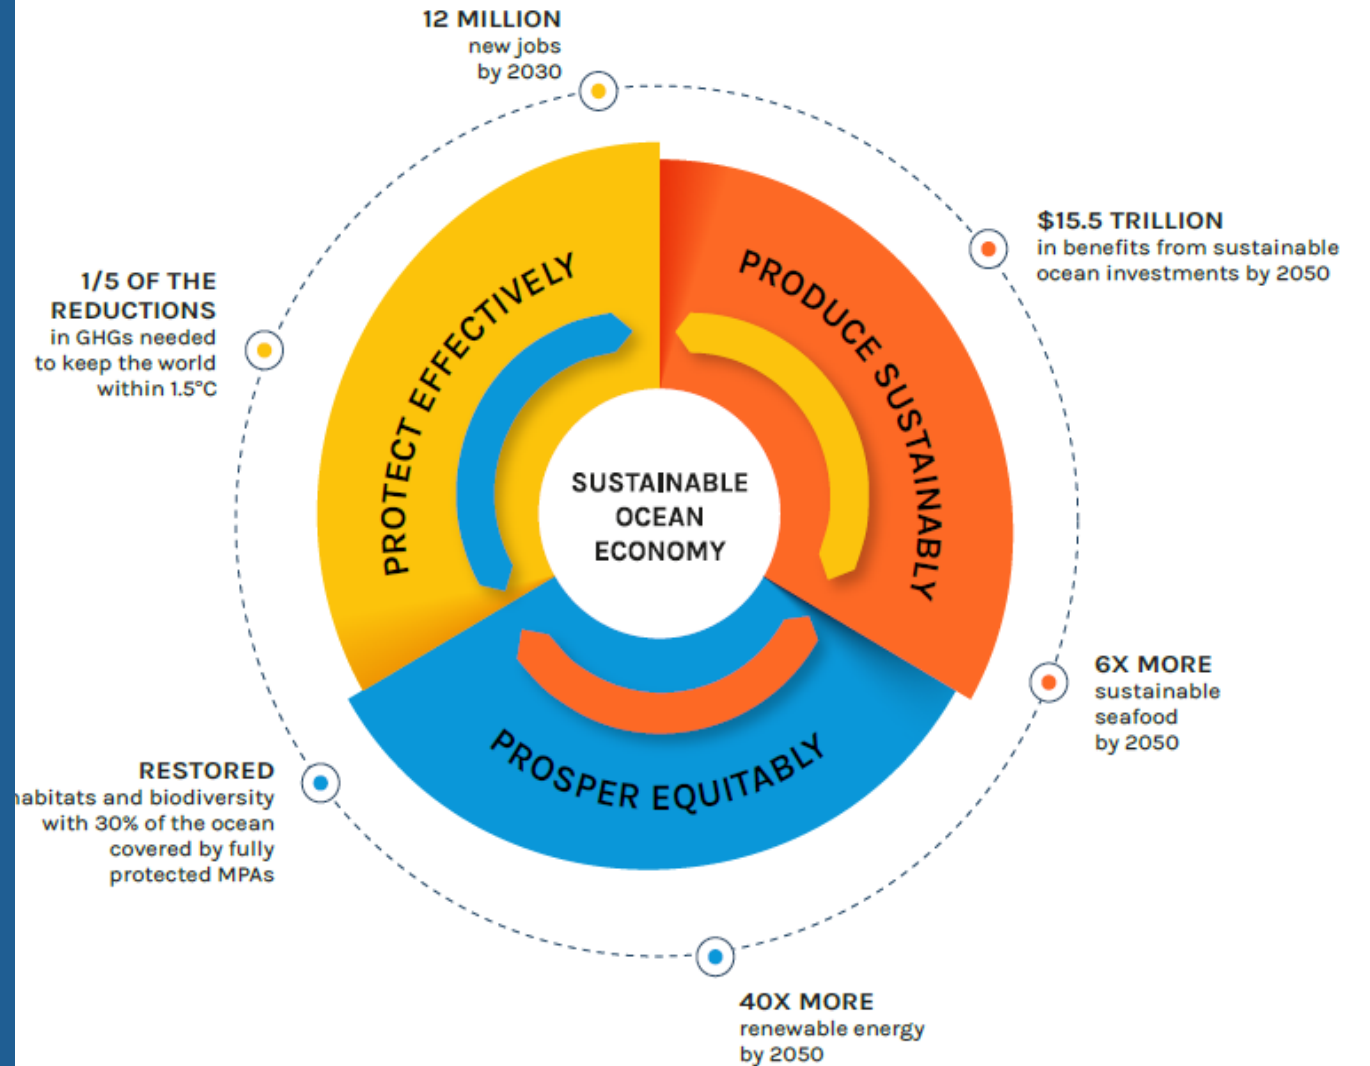 12 MILLION
new jobs
by 2030
$15.5 TRILLION
in benefits from sustainable
ocean investments by 2050
1/5 OF THE
REDUCTIONS
in GHGs needed
to keep the world
within 1.5°C
PROTECT EFFECTIVELY
PRODUCE SUSTAINABLY
SUSTAINABLE
OCEAN
ECONOMY
6X MORE
sustainable
seafood
by 2050
PROSPER EQUITABLY
RESTORED
habitats and biodiversity
with 30% of the ocean
covered by fully
protected MPAs
40X MORE
renewable energy
by 2050